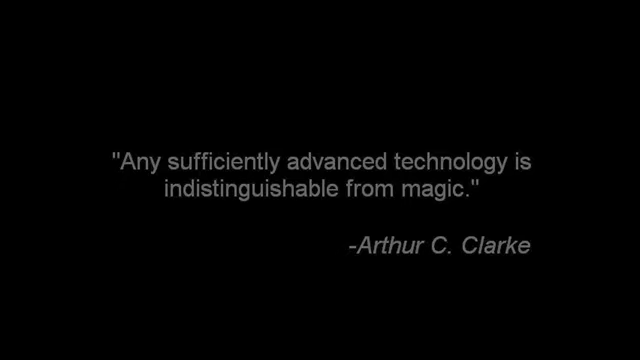 "Any sufficiently advanced technology is
indistinguishable from magic."
-Arthur C. Clarke